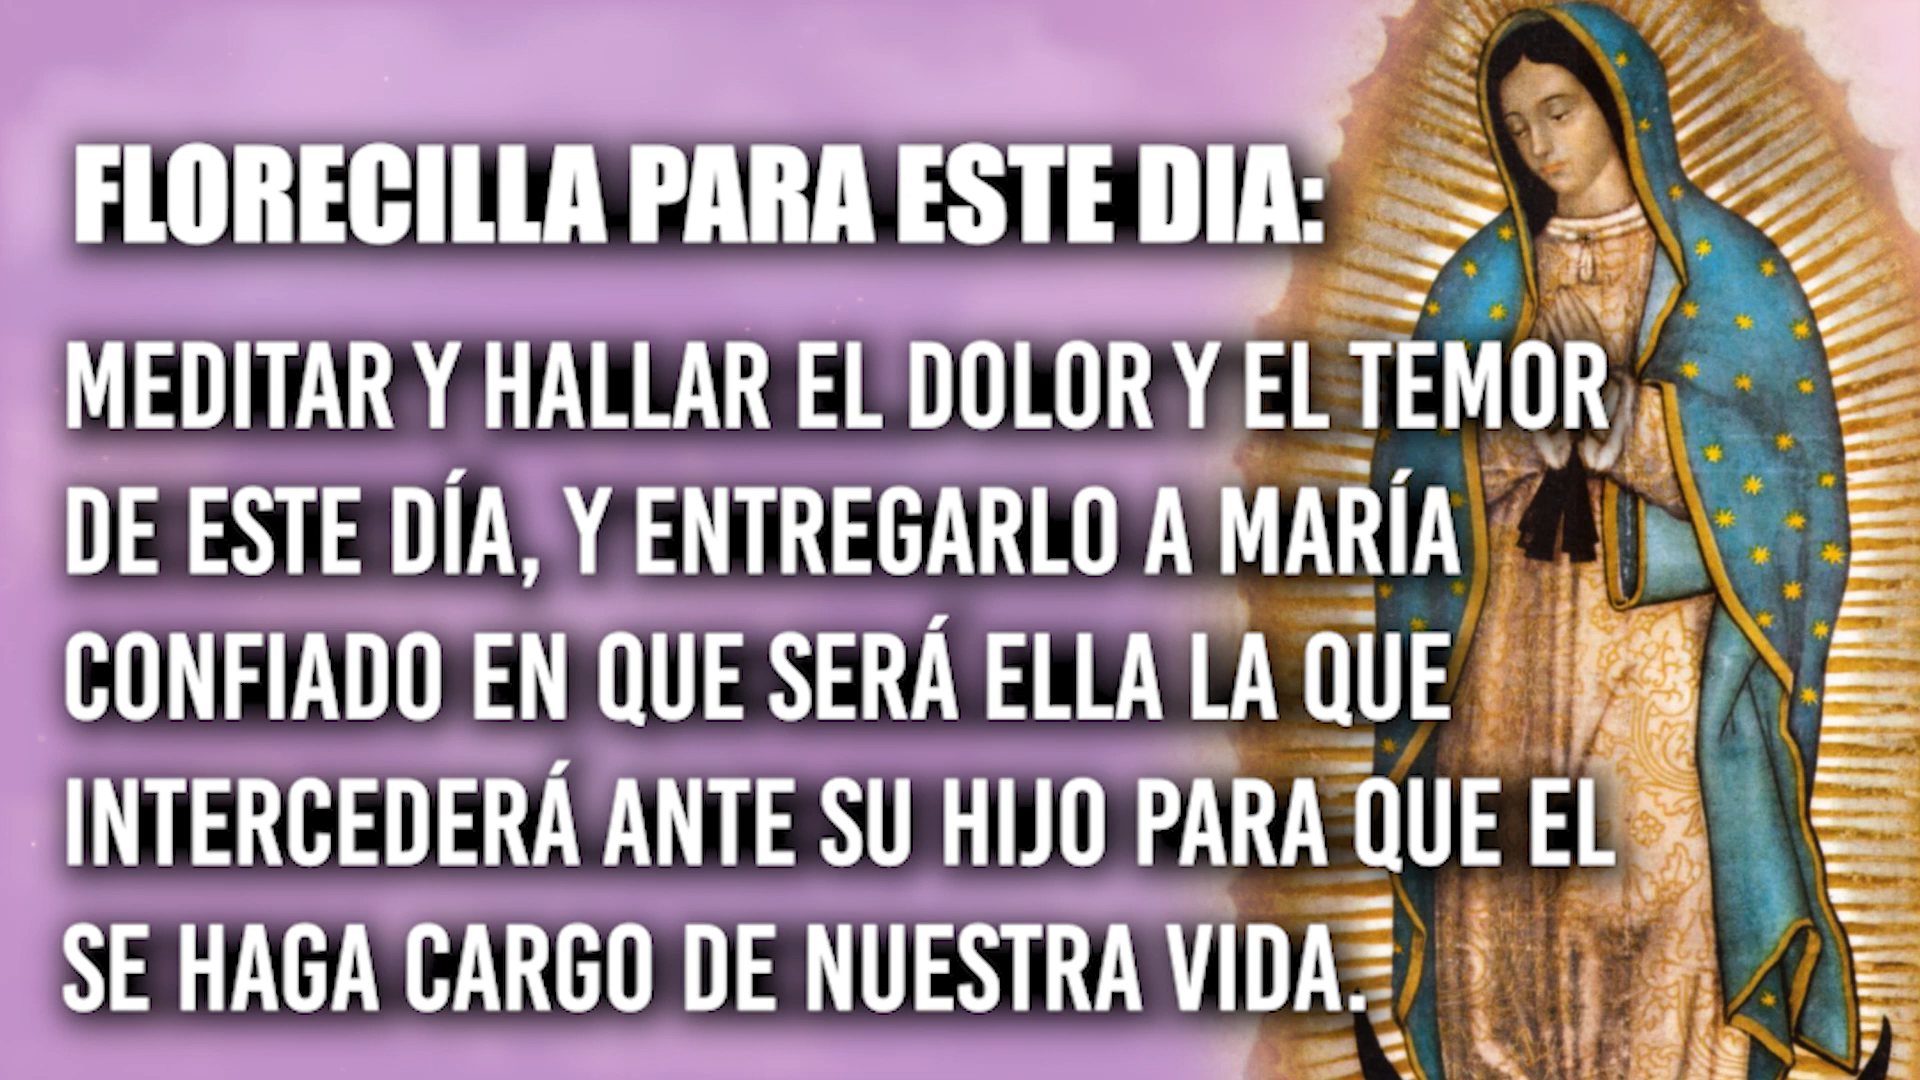 FLORECILLA PARA ESTE DIA:
MEDITAR Y HALLAR EL DOLOR Y EL TEMOR
DE ESTE DÍA, Y ENTREGARLO A MARÍA
CONFIADO EN QUE SERÁ ELLA LA QUE
INTERCEDERÁ ANTE SU HIJO PARA QUE EL
SE HAGA CARGO DE NUESTRA VIDA.